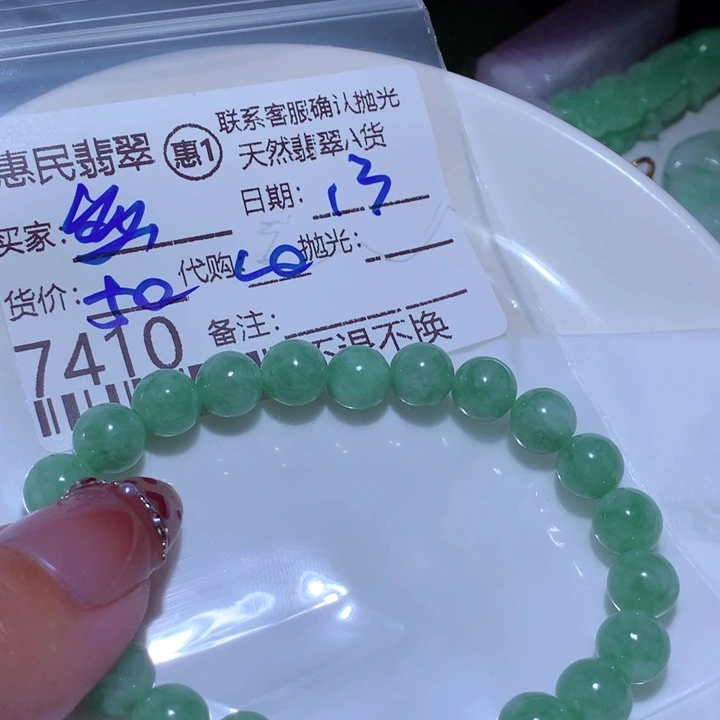 联系客服确认抛光
惠民翡翠 惠1 天然翡翠A货
买家: 日期: 13
货价: 50 代购: 抛光:
7410 备注:
不退不换